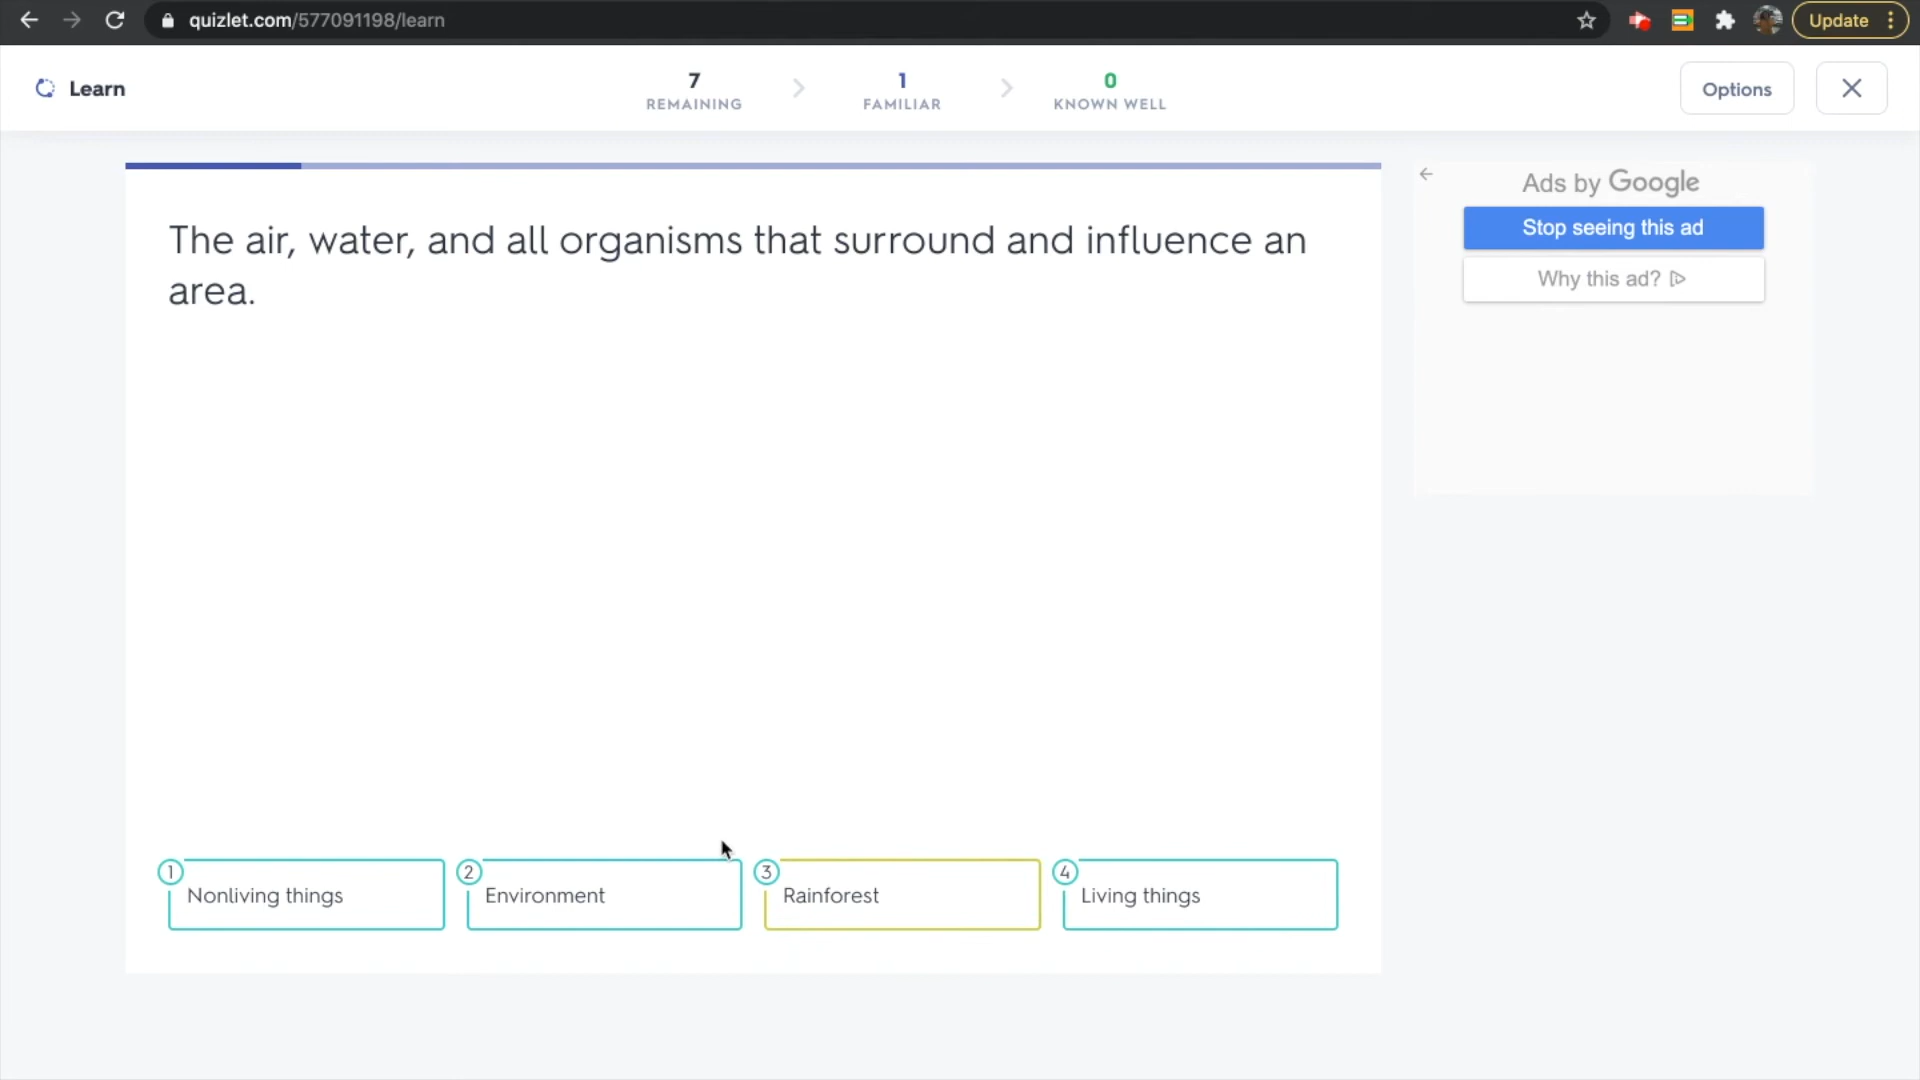 quizlet.com/577091198/learn
Update
Learn
7
REMAINING
1
FAMILIAR
0
KNOWN WELL
Options
Ads by Google
Stop seeing this ad
Why this ad?
The air, water, and all organisms that surround and influence an
area.
1
Nonliving things
2
Environment
3
Rainforest
4
Living things